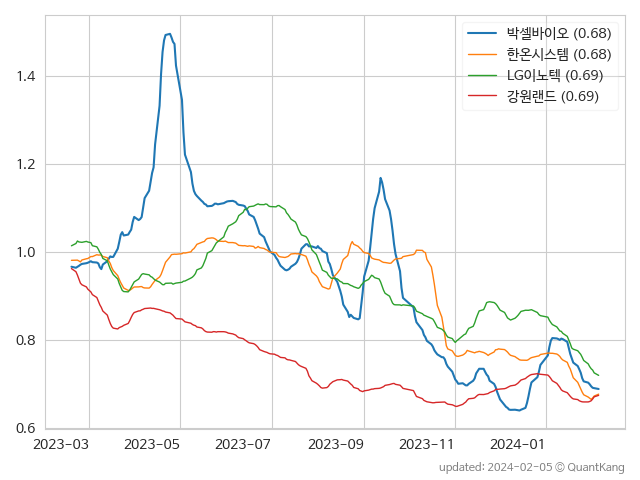 박셀바이오 (0.68)
한온시스템 (0.68)
LG이노텍 (0.69)
강원랜드 (0.69)
1.4
1.2
1.0
0.8
0.6
2023-03 2023-05 2023-07 2023-09 2023-11 2024-01
updated: 2024-02-05 © QuantKang